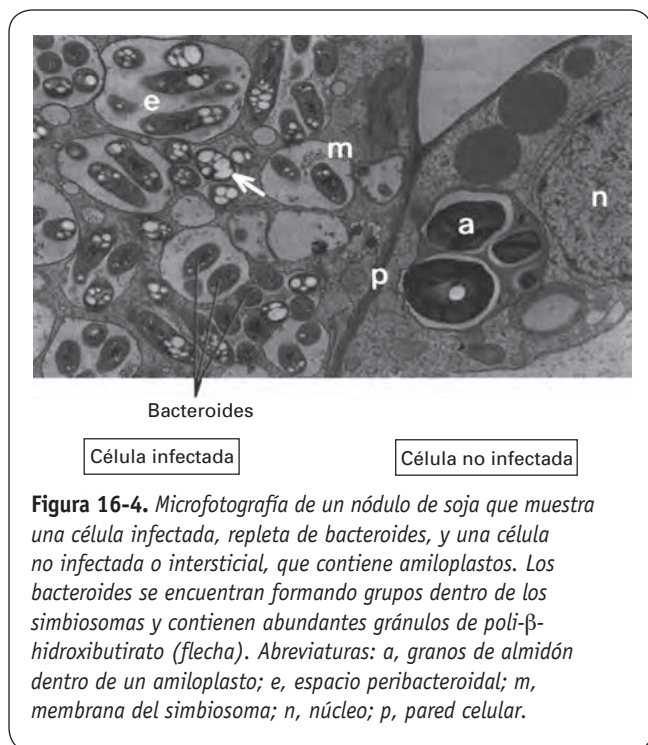 e
m
a
n
p
Bacteroides
Célula infectada
Célula no infectada
Figura 16-4. Microfotografía de un nódulo de soja que muestra
una célula infectada, repleta de bacteroides, y una célula
no infectada o intersticial, que contiene amiloplastos. Los
bacteroides se encuentran formando grupos dentro de los
simbiosomas y contienen abundantes gránulos de poli-β-
hidroxibutirato (flecha). Abreviaturas: a, granos de almidón
dentro de un amiloplasto; e, espacio peribacteroidal; m,
membrana del simbiosoma; n, núcleo; p, pared celular.